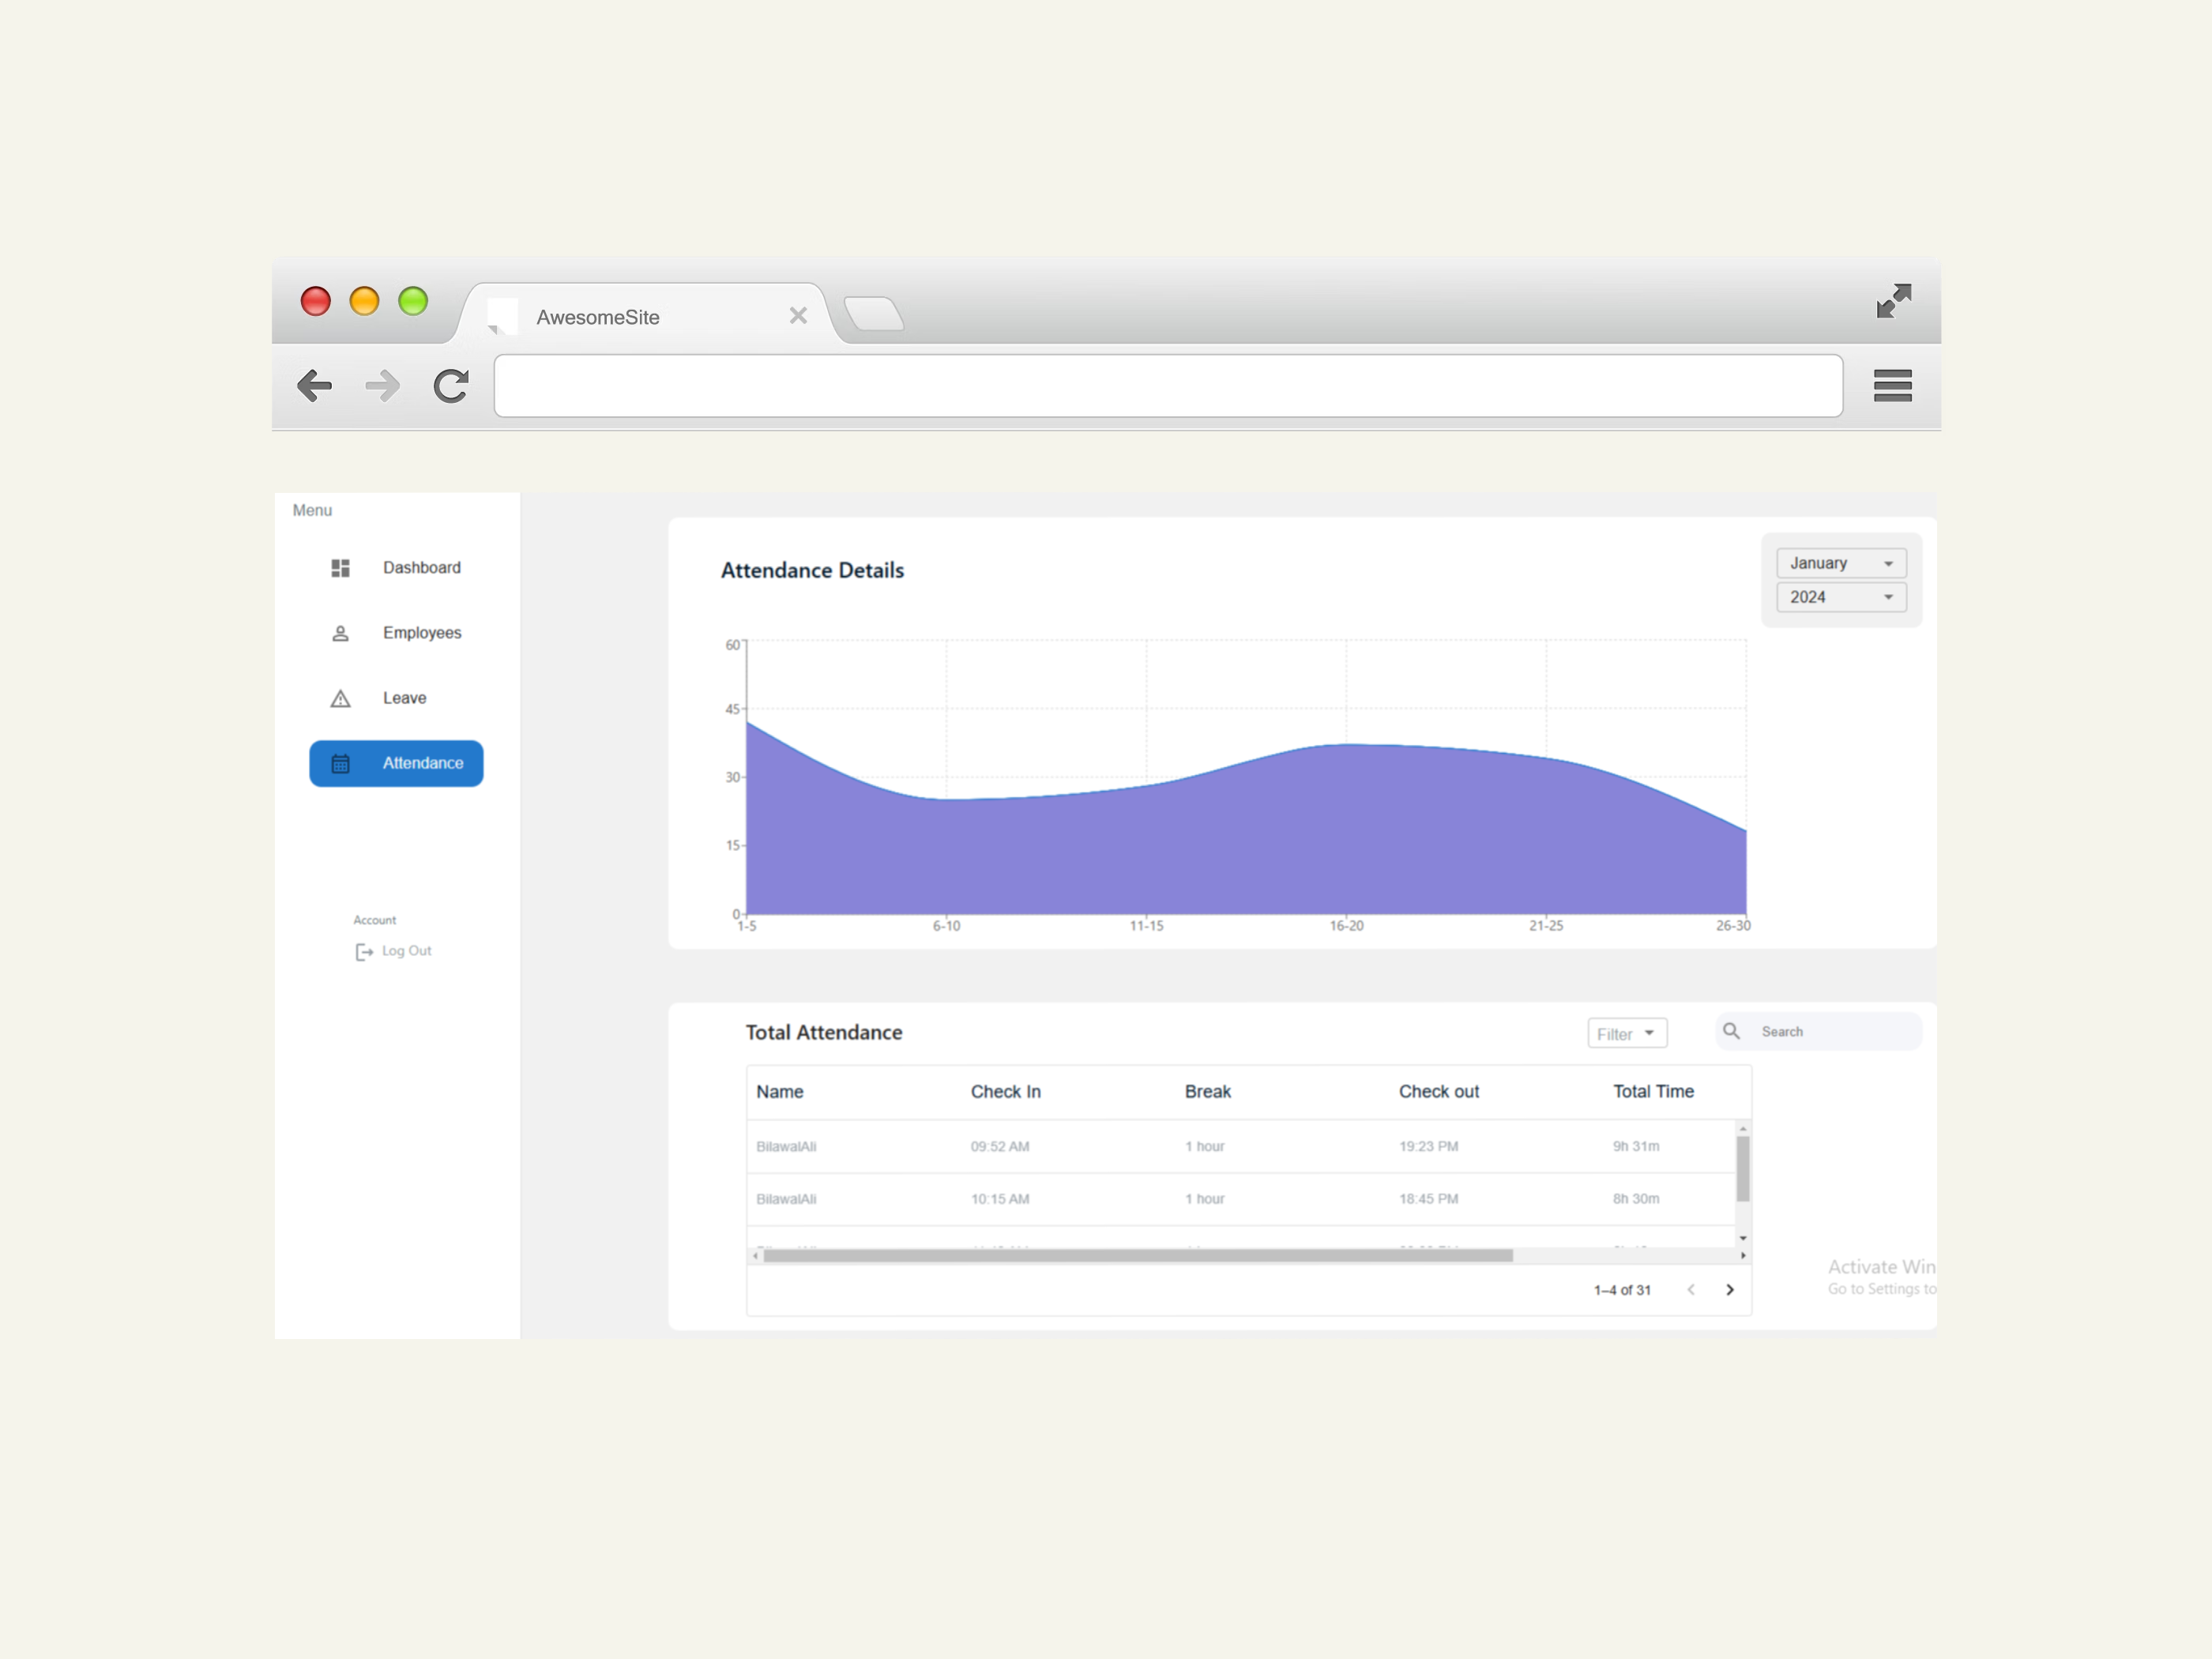 AwesomeSite
Menu
Dashboard
Employees
Leave
Attendance
Account
Log Out
Attendance Details
January
2024
60
45
30
15
0
1-5 6-10 11-15 16-20 21-25 26-30
Total Attendance
Filter
Search
Name Check In Break Check out Total Time
BilawalAli 09:52 AM 1 hour 19:23 PM 9h 31m
BilawalAli 10:15 AM 1 hour 18:45 PM 8h 30m
1–4 of 31
Activate Win
Go to Settings to